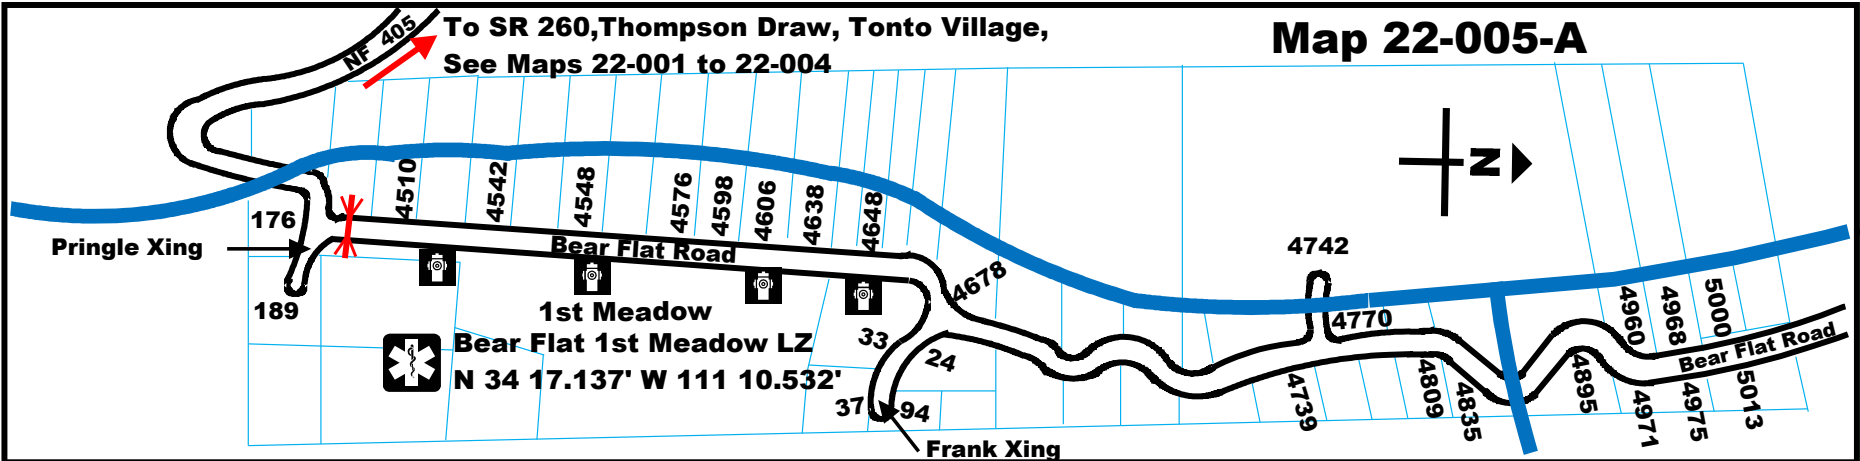 NF 405
To SR 260,Thompson Draw, Tonto Village,
See Maps 22-001 to 22-004
Map 22-005-A
N
4510
4542
4548
4576
4598
4606
4638
4648
176
Pringle Xing
189
Bear Flat Road
4678
4742
4770
4960
4968
5000
Bear Flat Road
1st Meadow
Bear Flat 1st Meadow LZ
N 34 17.137' W 111 10.532'
33
24
37
94
Frank Xing
4739
4809
4835
4895
4971
4975
5013